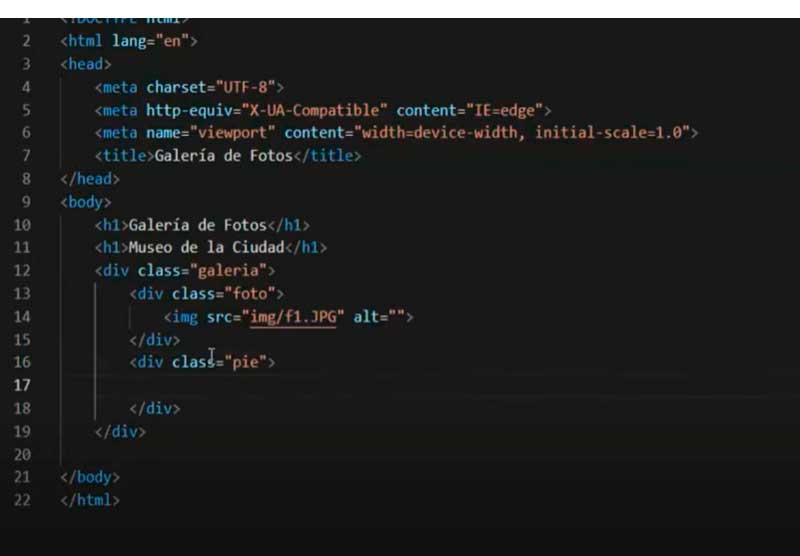 1 <!DOCTYPE html>
2 <html lang="en">
3 <head>
4 <meta charset="UTF-8">
5 <meta http-equiv="X-UA-Compatible" content="IE=edge">
6 <meta name="viewport" content="width=device-width, initial-scale=1.0">
7 <title>Galería de Fotos</title>
8 </head>
9 <body>
10 <h1>Galería de Fotos</h1>
11 <h1>Museo de la Ciudad</h1>
12 <div class="galeria">
13 <div class="foto">
14 <img src="img/f1.JPG" alt="">
15 </div>
16 <div class="pie">
17
18 </div>
19 </div>
20
21 </body>
22 </html>